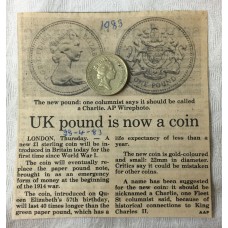 1983
The new pound: one columnist says it should be called
a Charlie. AP Wirephoto.
UK pound is now a coin
LONDON, Thursday. — A
new £1 sterling coin will be in-
troduced in Britain today for the
first time since World War I.
The coin will eventually
replace the paper pound note,
brought in as an emergency
form of money at the beginning
of the 1914 war.
The coin, introduced on Queen
Elizabeth's 57th birthday,
will last 40 times longer than the
green paper pound, which has a
life expectancy of less than a
year.
The new coin is gold-coloured
and small: 22mm in diameter.
Critics say it could be mistaken
for other coins.
A name has been suggested
for the new coin: it should be
nicknamed a Charlie, one Fleet
St columnist said, because of
historical connections to King
Charles II.
AAP